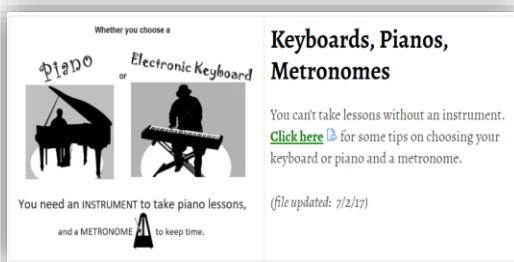 Whether you choose a
Piano
or
Electronic Keyboard
You need an INSTRUMENT to take piano lessons,
and a METRONOME to keep time.
Keyboards, Pianos,
Metronomes
You can't take lessons without an instrument.
Click here for some tips on choosing your
keyboard or piano and a metronome.
(file updated: 7/2/17)